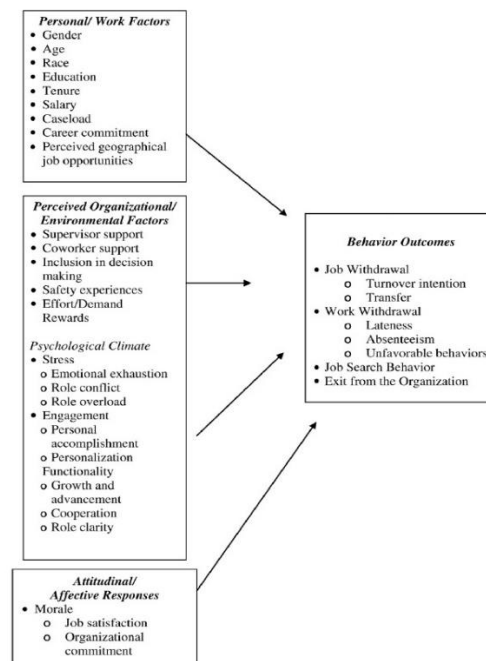 Personal/ Work Factors
• Gender
• Age
• Race
• Education
• Tenure
• Salary
• Caseload
• Career commitment
• Perceived geographical
job opportunities
Perceived Organizational/
Environmental Factors
• Supervisor support
• Coworker support
• Inclusion in decision
making
• Safety experiences
• Effort/Demand
Rewards
Psychological Climate
• Stress
o Emotional exhaustion
o Role conflict
o Role overload
• Engagement
o Personal
accomplishment
o Personalization
Functionality
o Growth and
advancement
o Cooperation
o Role clarity
Attitudinal/
Affective Responses
• Morale
o Job satisfaction
o Organizational
commitment
Behavior Outcomes
• Job Withdrawal
o Turnover intention
o Transfer
• Work Withdrawal
o Lateness
o Absenteeism
o Unfavorable behaviors
• Job Search Behavior
• Exit from the Organization